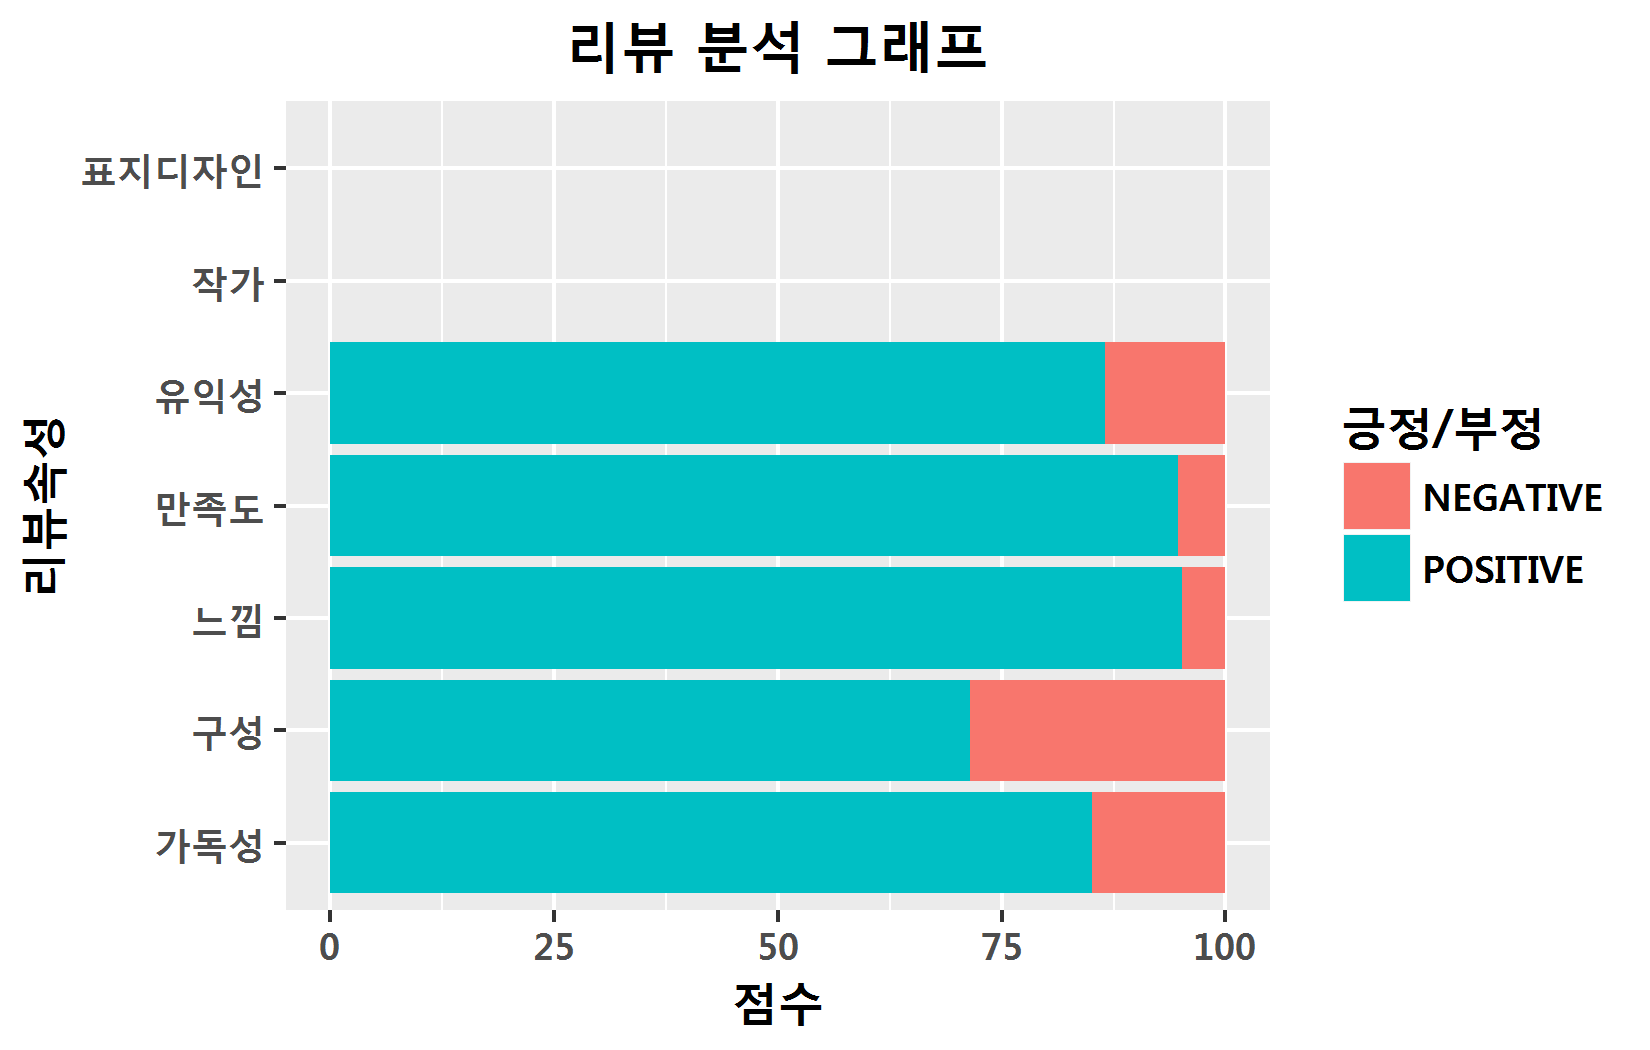 리뷰 분석 그래프
표지디자인
작가
유익성
만족도
느낌
구성
가독성
리뷰속성
0 25 50 75 100
점수
긍정/부정
NEGATIVE
POSITIVE